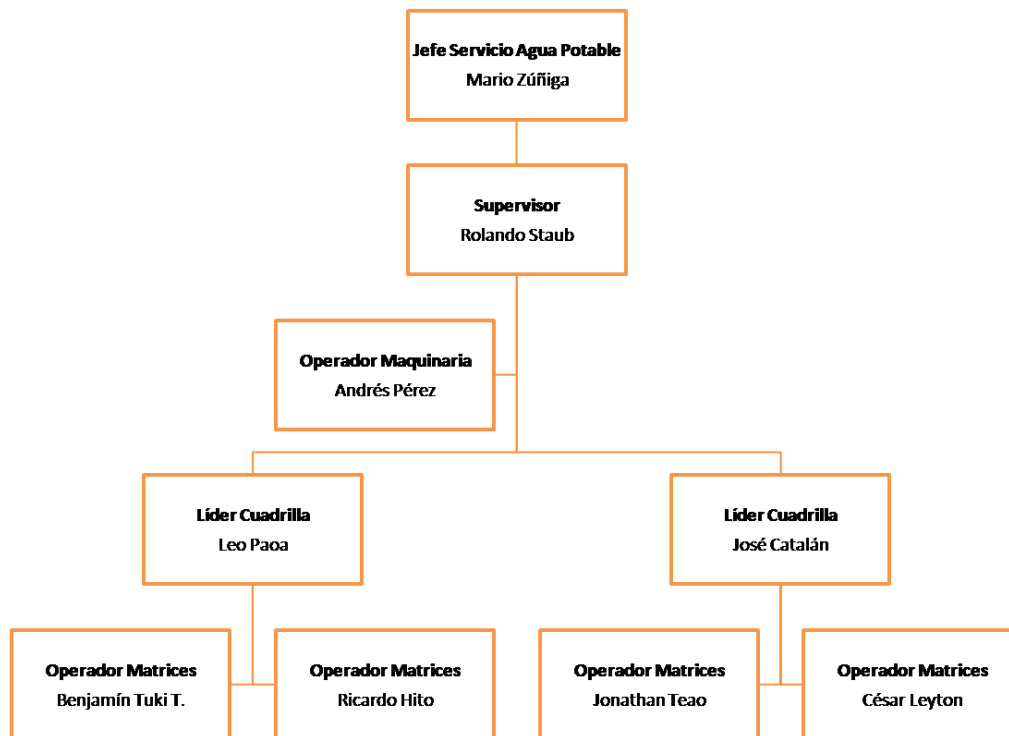 Jefe Servicio Agua Potable
Mario Zúñiga
Supervisor
Rolando Staub
Operador Maquinaria
Andrés Pérez
Líder Cuadrilla
Leo Paoa
Líder Cuadrilla
José Catalán
Operador Matrices
Benjamín Tuki T.
Operador Matrices
Ricardo Hito
Operador Matrices
Jonathan Teao
Operador Matrices
César Leyton